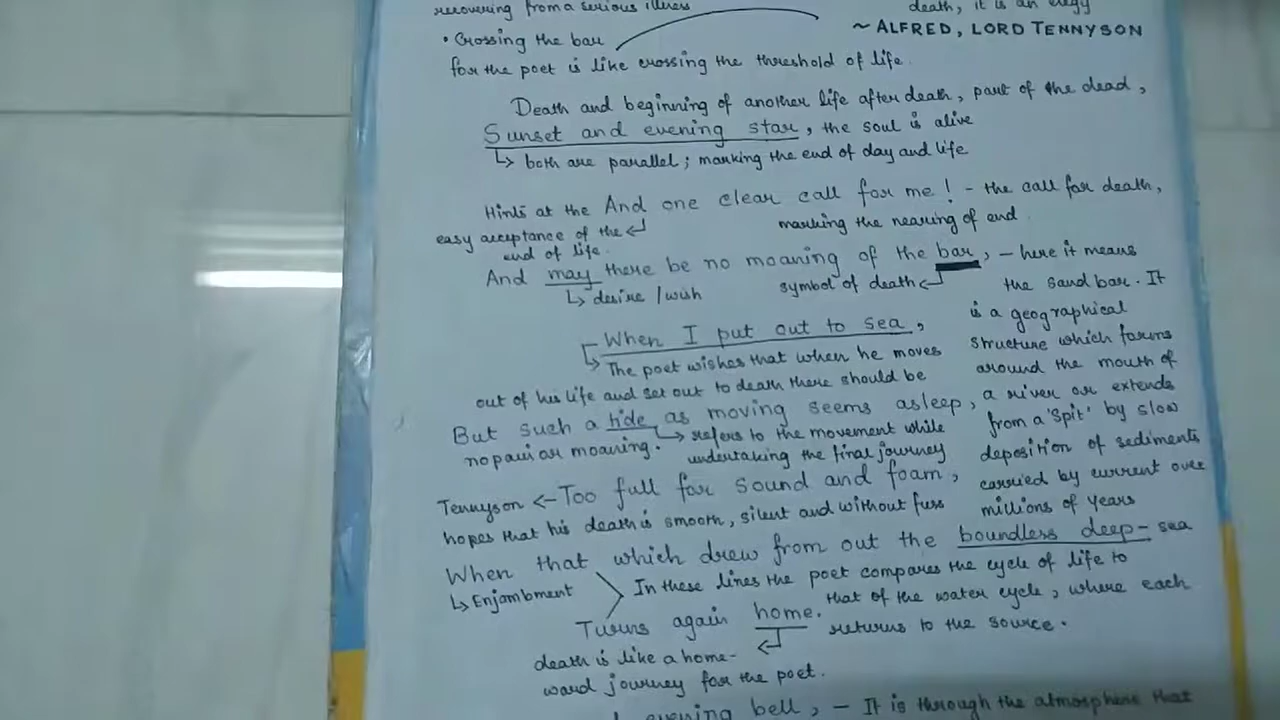 recovering from a serious illness
death, it is an elegy
~ ALFRED, LORD TENNYSON
• Crossing the bar
for the poet is like crossing the threshold of life.
Death and beginning of another life after death, part of the dead,
Sunset and evening star, the soul is alive
↳ both are parallel; marking the end of day and life
Hints at the And one clear call for me! - the call for death,
easy acceptance of the ↵ marking the nearing of end
end of life.
And may there be no moaning of the bar, - here it means
↳ desire / wish symbol of death ↵ the sand bar. It
is a geographical
When I put out to sea, structure which forms
↳ The poet wishes that when he moves around the mouth of
out of his life and set out to death there should be a river or extends
But such a tide as moving seems asleep, from a 'spit' by slow
no pain or moaning. ↳ refers to the movement while deposition of sediments
undertaking the final journey carried by current over
Tennyson ← Too full for sound and foam, millions of years
hopes that his death is smooth, silent and without fuss
When that which drew from out the boundless deep - sea
↳ Enjambment In these lines the poet compares the cycle of life to
that of the water cycle, where each
Turns again home. returns to the source.
death is like a home-
ward journey for the poet.
evening bell, - It is through the atmosphere that